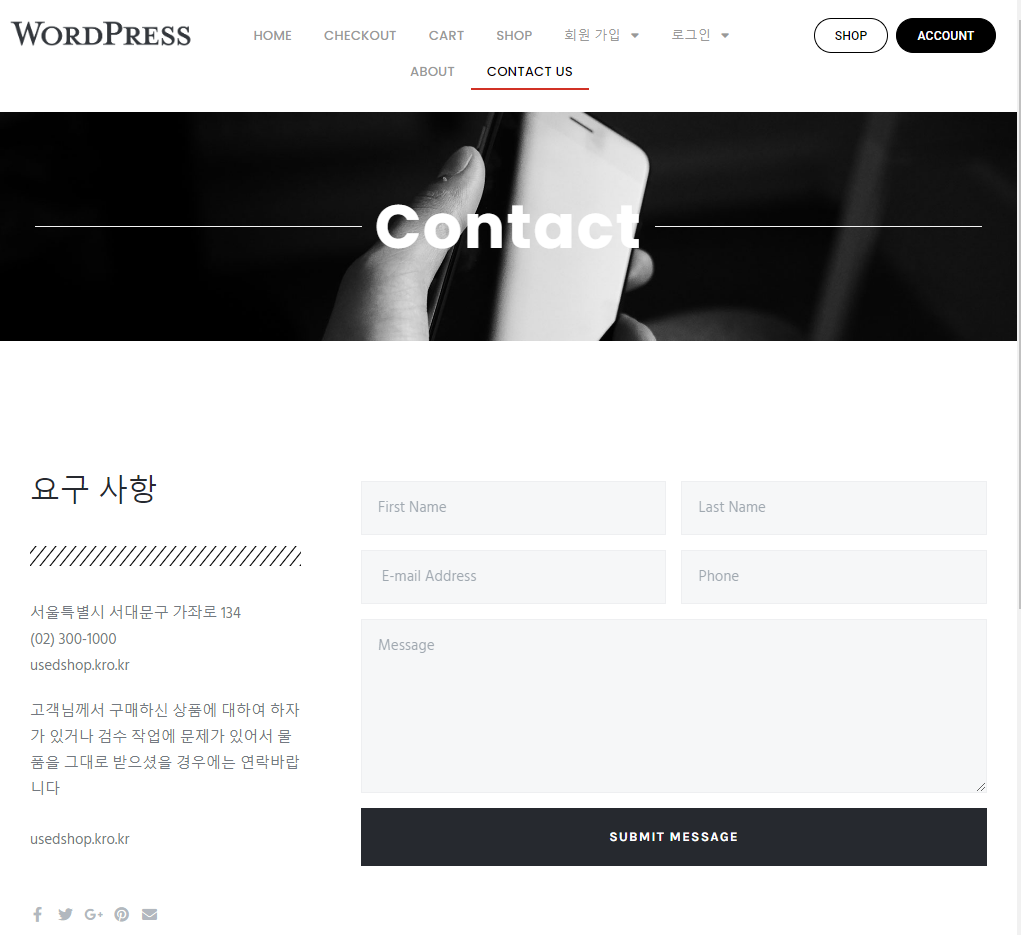 WORDPRESS
HOME CHECKOUT CART SHOP 회원 가입 로그인
SHOP ACCOUNT
ABOUT CONTACT US
Contact
요구 사항
서울특별시 서대문구 가좌로 134
(02) 300-1000
usedshop.kro.kr
고객님께서 구매하신 상품에 대하여 하자
가 있거나 검수 작업에 문제가 있어서 물
품을 그대로 받으셨을 경우에는 연락바랍
니다
usedshop.kro.kr
First Name
Last Name
E-mail Address
Phone
Message
SUBMIT MESSAGE